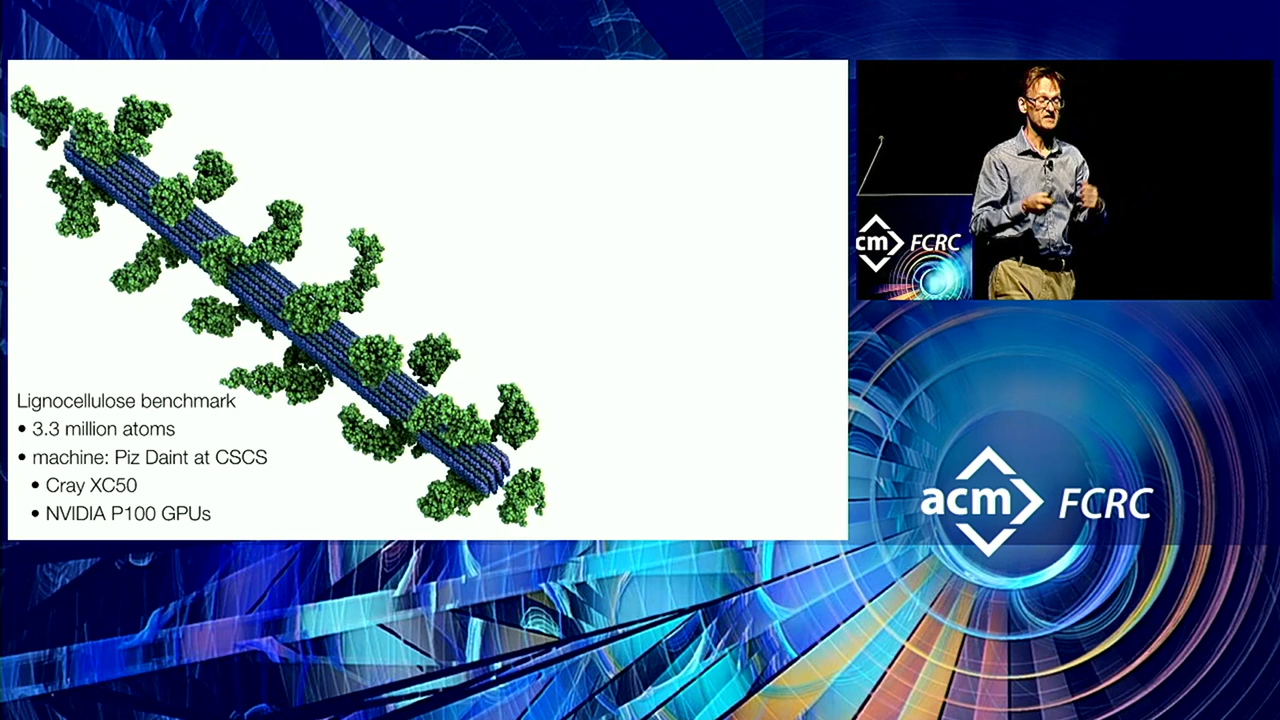 Lignocellulose benchmark
• 3.3 million atoms
• machine: Piz Daint at CSCS
• Cray XC50
• NVIDIA P100 GPUs
cm FCRC
acm FCRC